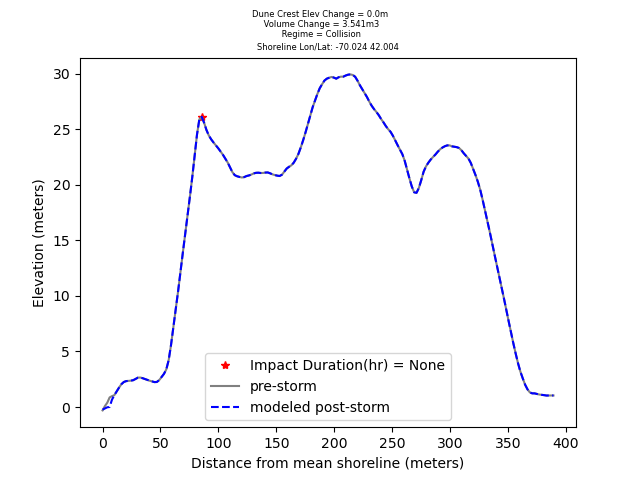 Dune Crest Elev Change = 0.0m
Volume Change = 3.541m3
Regime = Collision
Shoreline Lon/Lat: -70.024 42.004
30
25
20
15
10
5
0
Elevation (meters)
Impact Duration(hr) = None
pre-storm
modeled post-storm
0 50 100 150 200 250 300 350 400
Distance from mean shoreline (meters)